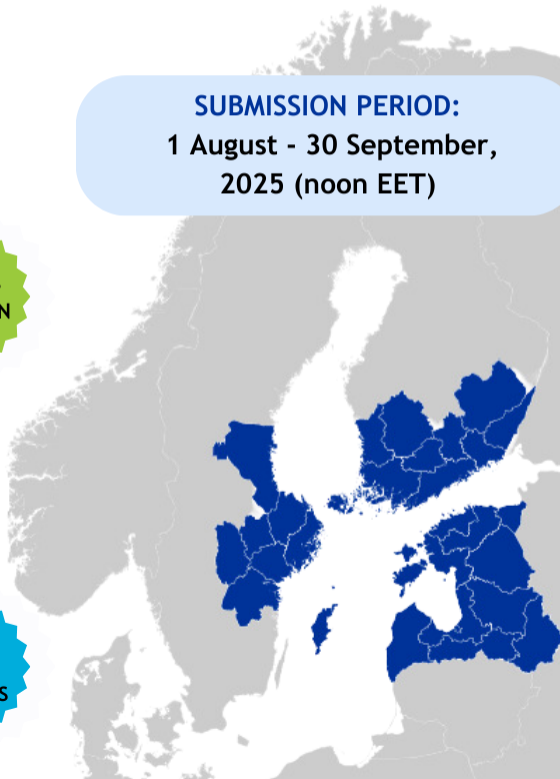 SUBMISSION PERIOD:
1 August - 30 September,
2025 (noon EET)
N
S